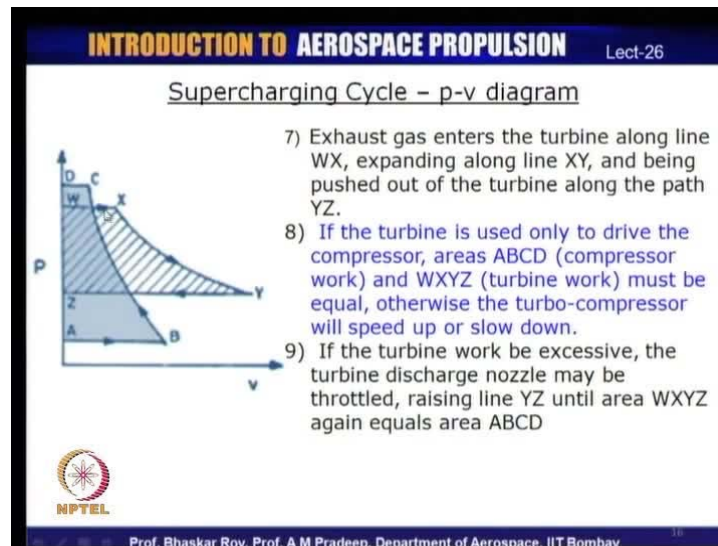 INTRODUCTION TO AEROSPACE PROPULSION
Lect-26
Supercharging Cycle – p-v diagram
7) Exhaust gas enters the turbine along line
WX, expanding along line XY, and being
pushed out of the turbine along the path
YZ.
8) If the turbine is used only to drive the
compressor, areas ABCD (compressor
work) and WXYZ (turbine work) must be
equal, otherwise the turbo-compressor
will speed up or slow down.
9) If the turbine work be excessive, the
turbine discharge nozzle may be
throttled, raising line YZ until area WXYZ
again equals area ABCD
D C
W X
P
Z Y
A B
v
NPTEL
Prof. Bhaskar Roy, Prof. A M Pradeep, Department of Aerospace, IIT Bombay
16